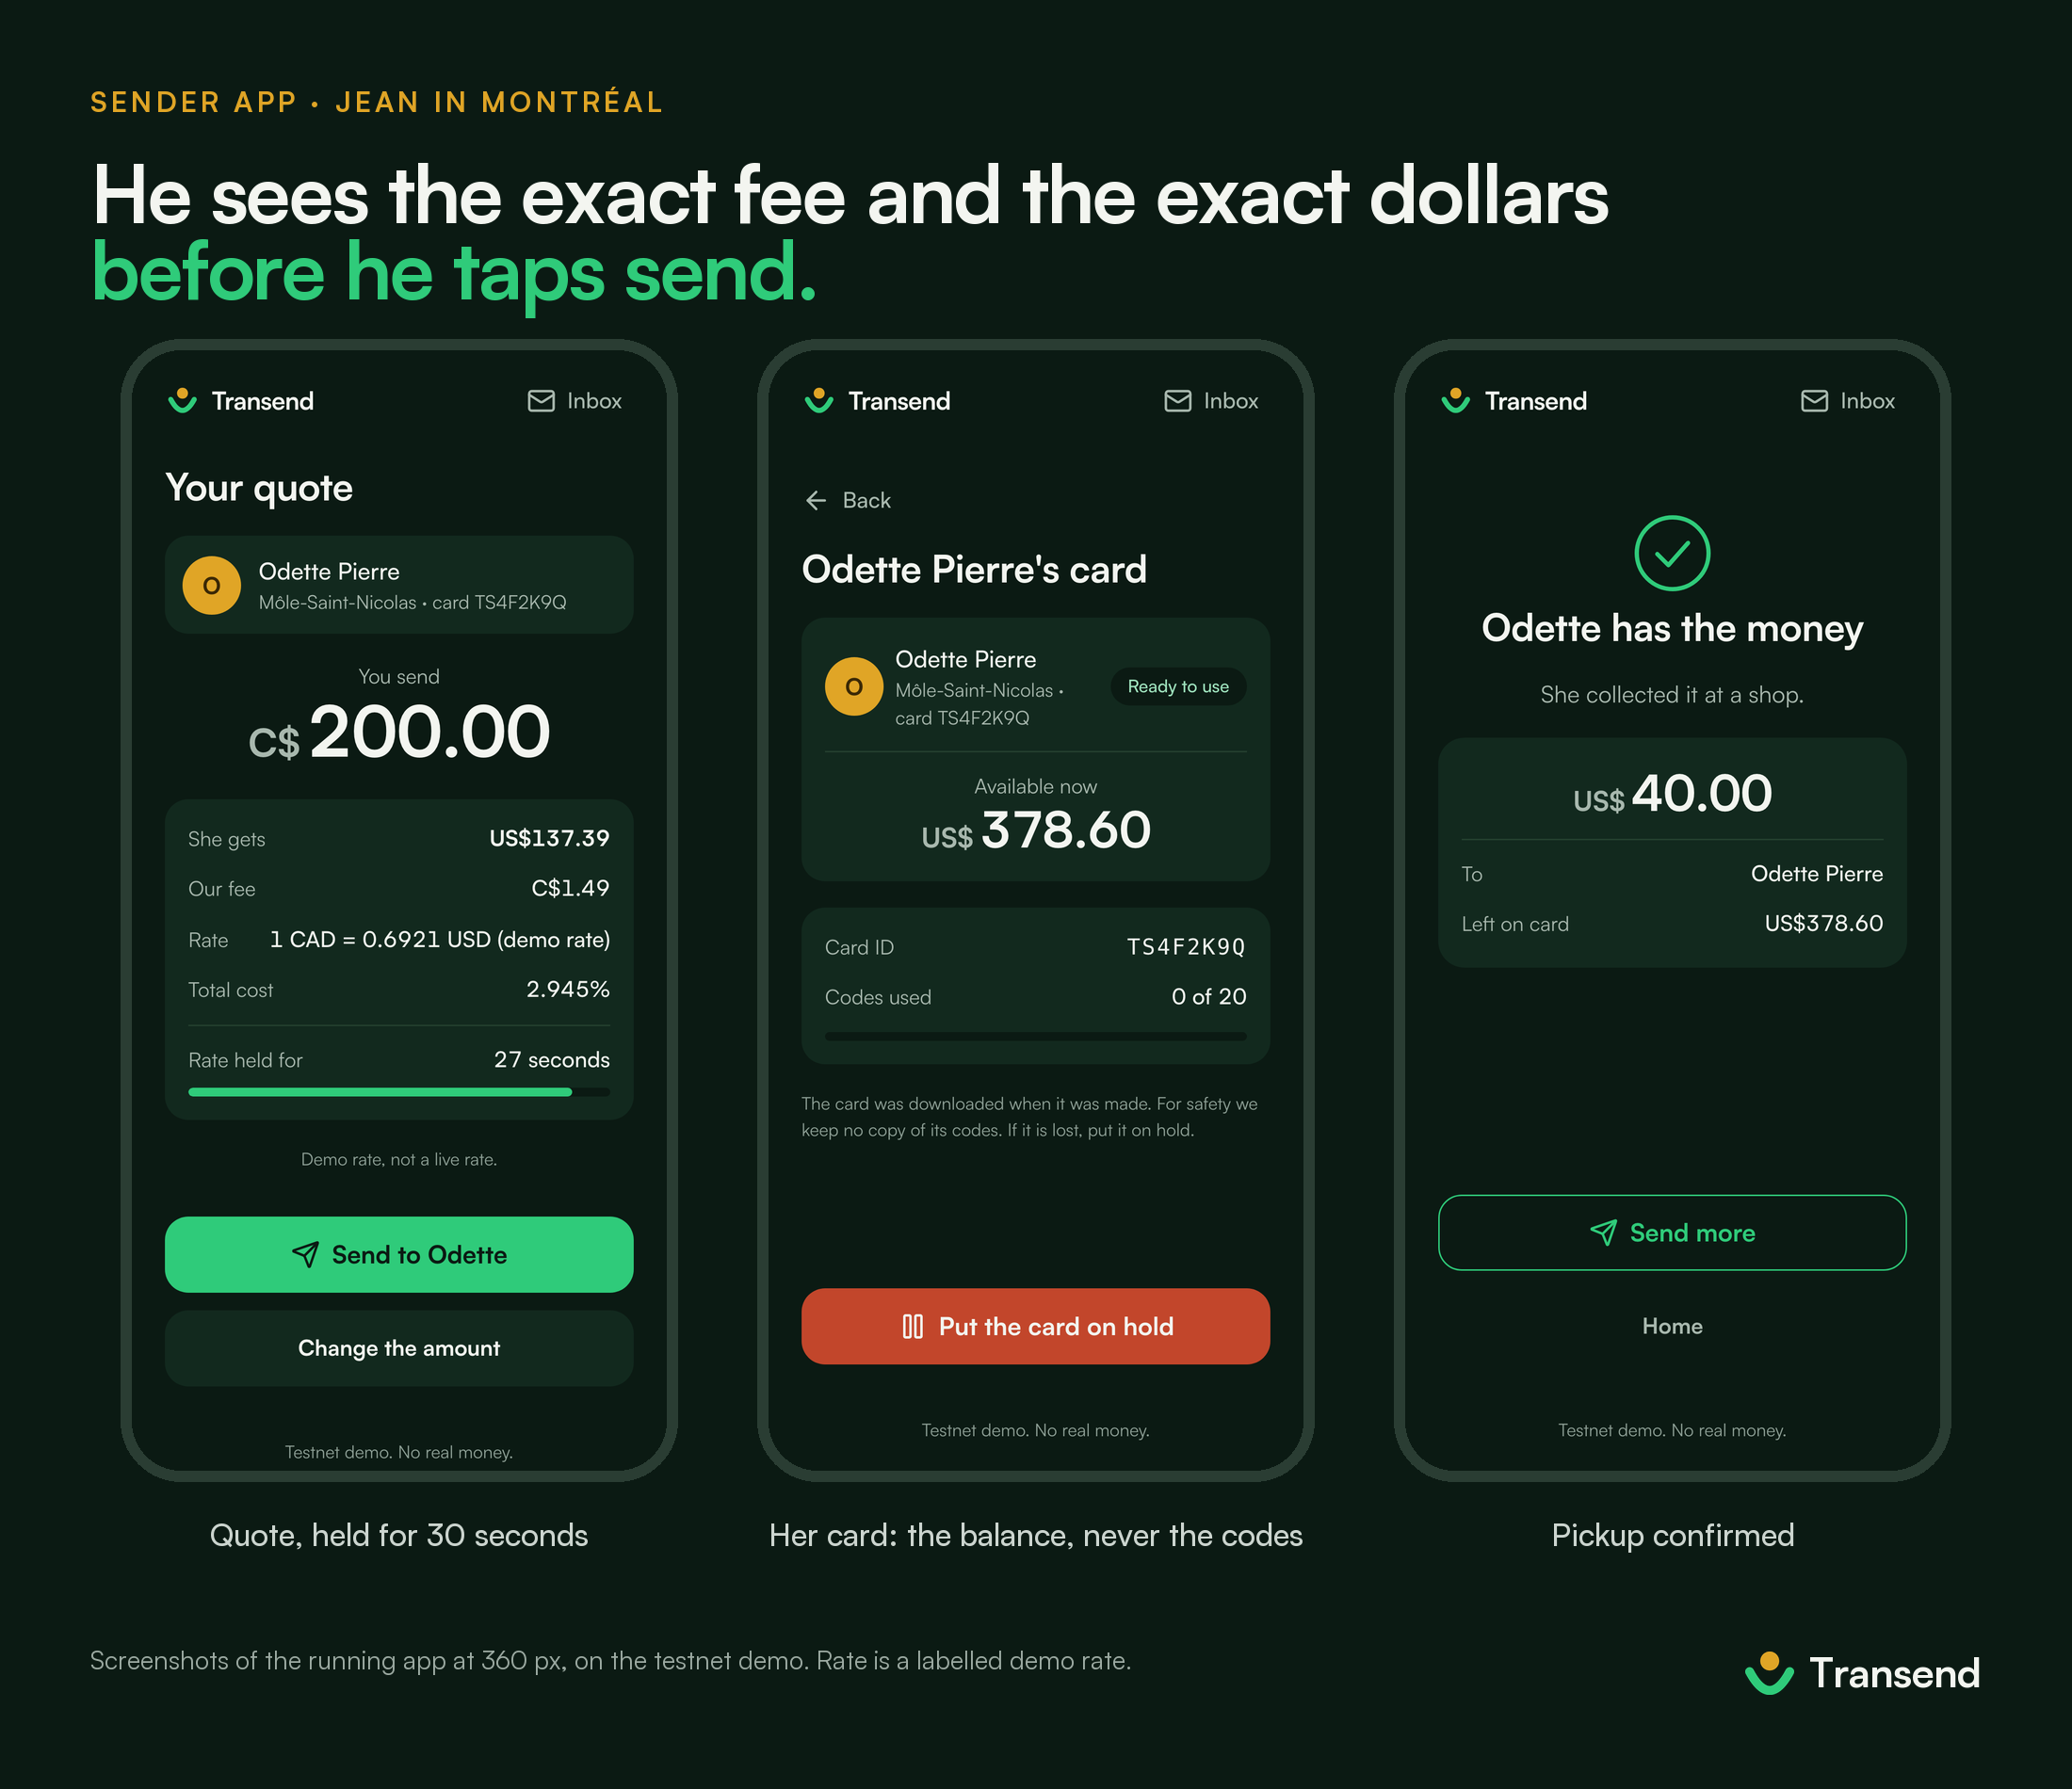 SENDER APP · JEAN IN MONTRÉAL
He sees the exact fee and the exact dollars
before he taps send.
Transend
Inbox
Your quote
O
Odette Pierre
Môle-Saint-Nicolas · card TS4F2K9Q
You send
C$ 200.00
She gets US$137.39
Our fee C$1.49
Rate 1 CAD = 0.6921 USD (demo rate)
Total cost 2.945%
Rate held for 27 seconds
Demo rate, not a live rate.
Send to Odette
Change the amount
Testnet demo. No real money.
Quote, held for 30 seconds
Transend
Inbox
Back
Odette Pierre's card
O
Odette Pierre
Môle-Saint-Nicolas ·
card TS4F2K9Q
Ready to use
Available now
US$ 378.60
Card ID TS4F2K9Q
Codes used 0 of 20
The card was downloaded when it was made. For safety we
keep no copy of its codes. If it is lost, put it on hold.
Put the card on hold
Testnet demo. No real money.
Her card: the balance, never the codes
Transend
Inbox
Odette has the money
She collected it at a shop.
US$ 40.00
To Odette Pierre
Left on card US$378.60
Send more
Home
Testnet demo. No real money.
Pickup confirmed
Screenshots of the running app at 360 px, on the testnet demo. Rate is a labelled demo rate.
Transend